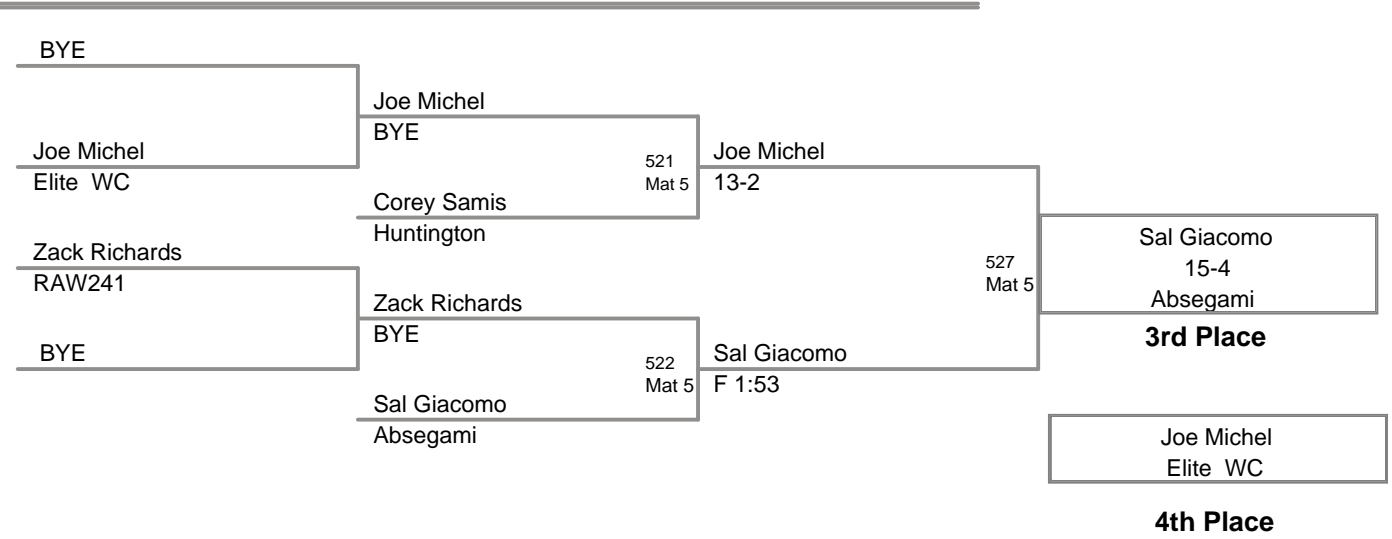 BYE
Joe Michel
BYE
Joe Michel
Elite WC
521
Mat 5
Joe Michel
13-2
Corey Samis
Huntington
Zack Richards
RAW241
Sal Giacomo
15-4
Absegami
527
Mat 5
Zack Richards
BYE
3rd Place
BYE
522
Mat 5
Sal Giacomo
F 1:53
Sal Giacomo
Absegami
Joe Michel
Elite WC
4th Place